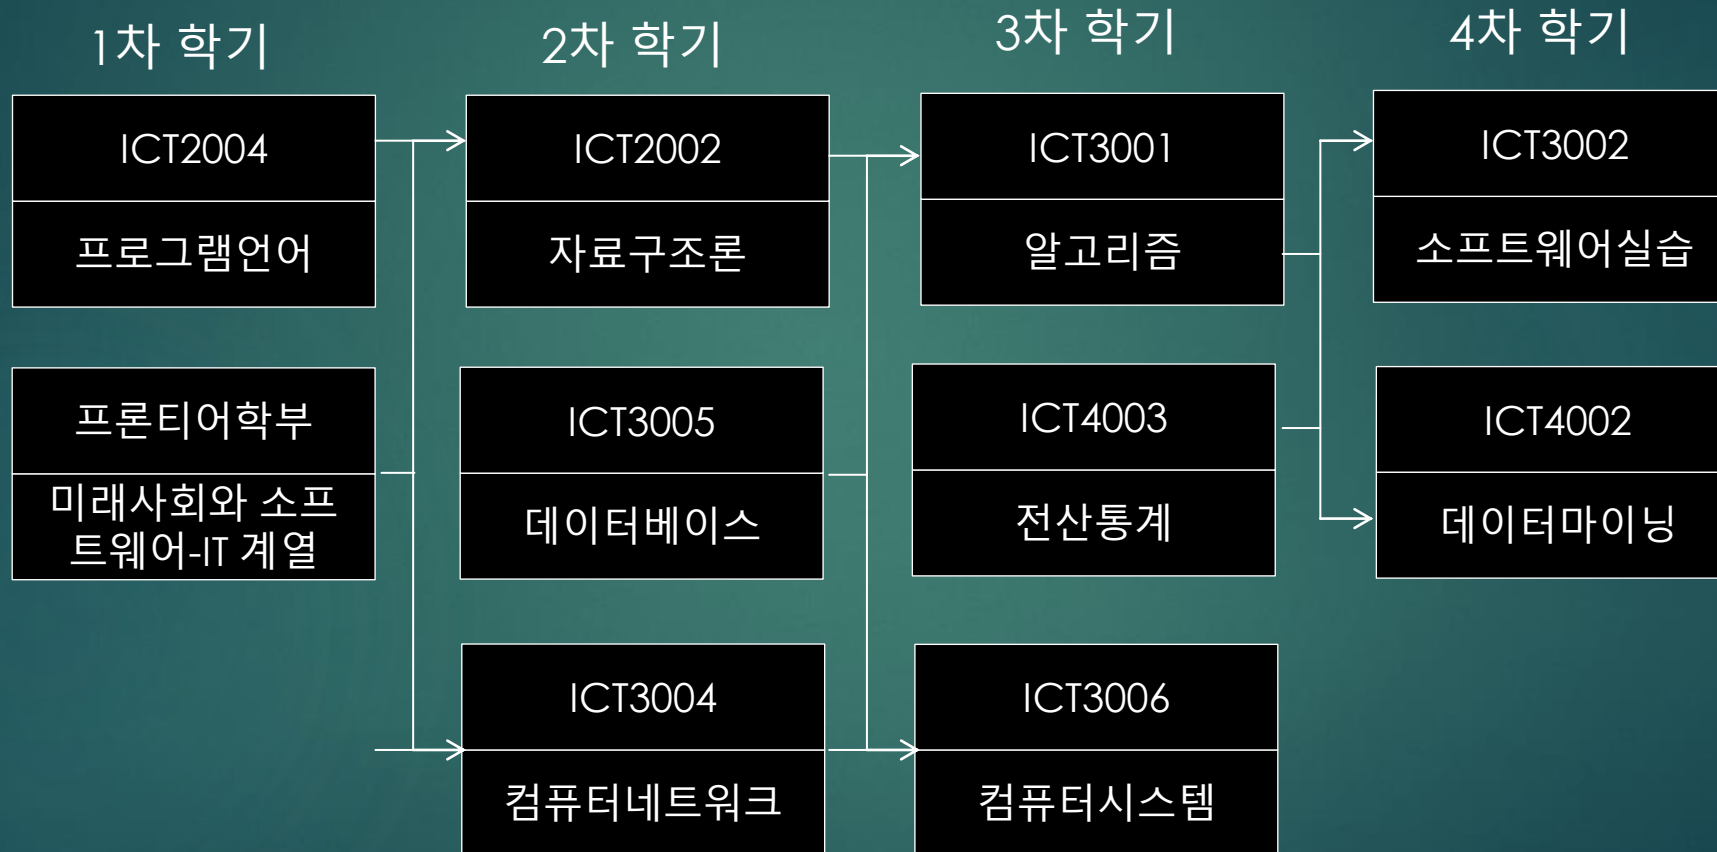 1차 학기
2차 학기
3차 학기
4차 학기
ICT2004
프로그램언어
프론티어학부
미래사회와 소프
트웨어-IT 계열
ICT2002
자료구조론
ICT3005
데이터베이스
ICT3004
컴퓨터네트워크
ICT3001
알고리즘
ICT4003
전산통계
ICT3006
컴퓨터시스템
ICT3002
소프트웨어실습
ICT4002
데이터마이닝